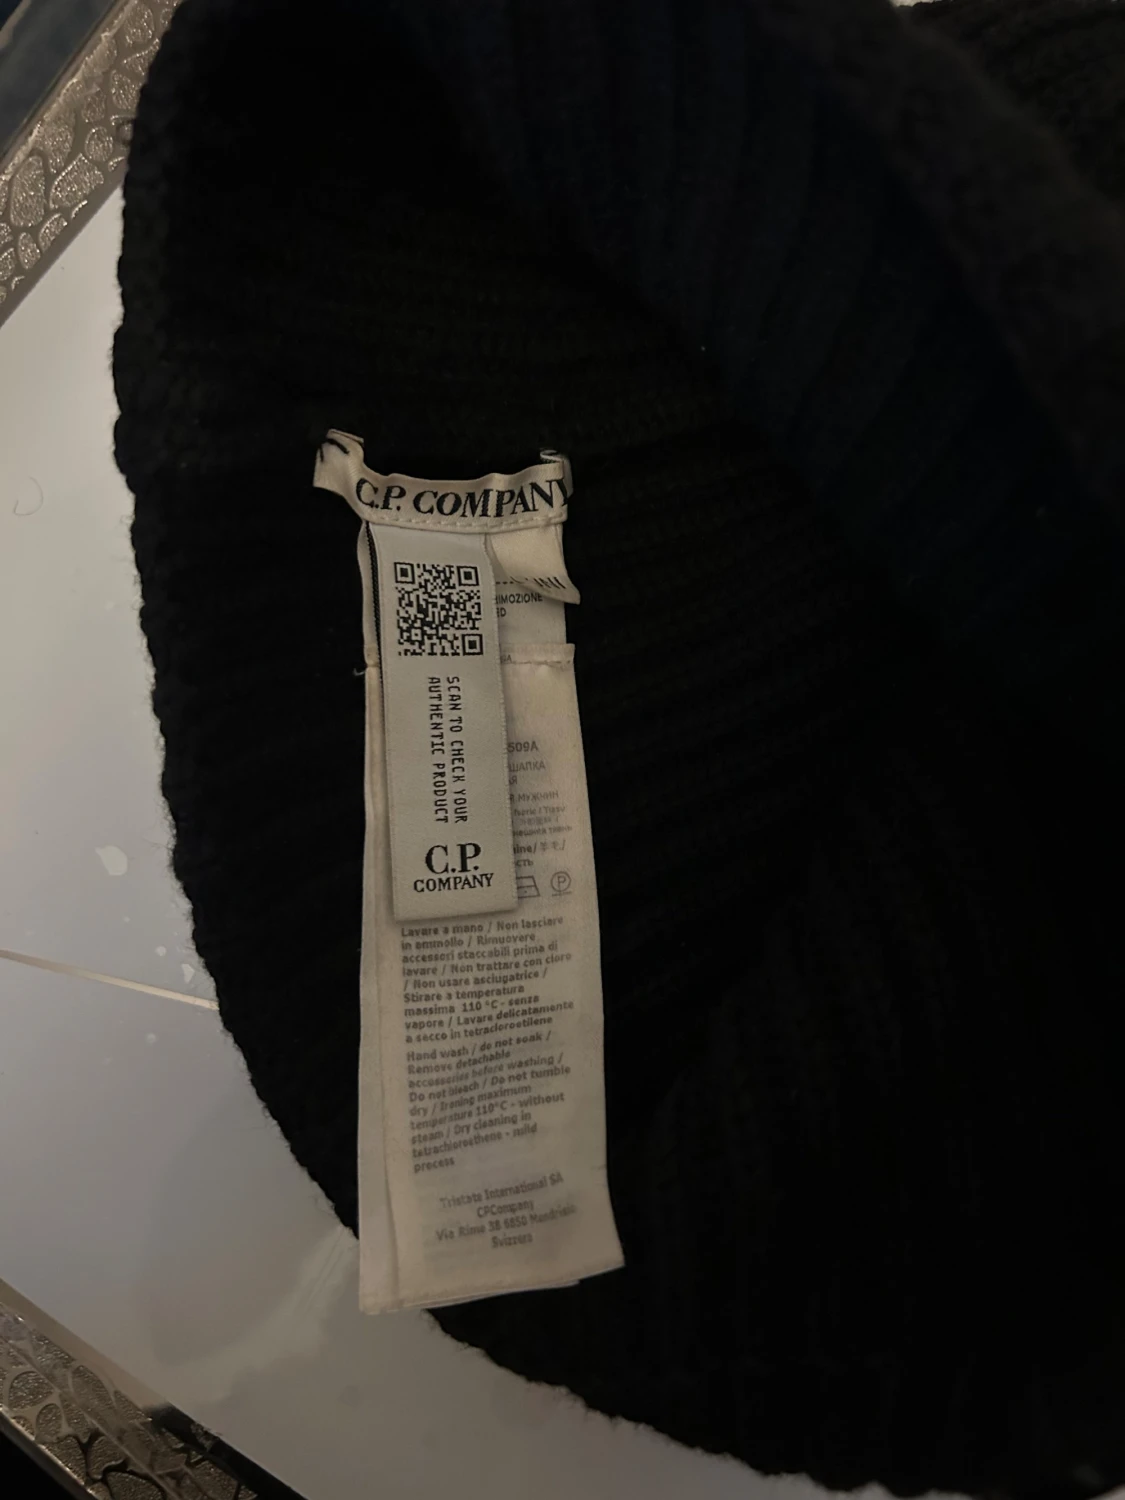 C.P. COMPANY
RIMOZIONE
SCAN TO CHECK YOUR
AUTHENTIC PRODUCT
C.P.
COMPANY
509A
ШАПКА
P
Lavare a mano / Non lasciare
in ammollo / Rimuovere
accessori staccabili prima di
lavare / Non trattare con cloro
/ Non usare asciugatrice /
Stirare a temperatura
massima 110 °C - senza
vapore / Lavare delicatamente
a secco in tetracloroetilene
Hand wash / do not soak /
Remove detachable
accessories before washing /
Do not bleach / Do not tumble
dry / Ironing maximum
temperature 110°C - without
steam / Dry cleaning in
tetrachloroethene - mild
process
Tristate International SA
CPCompany
Via Rime 38 6850 Mendrisio
Svizzera